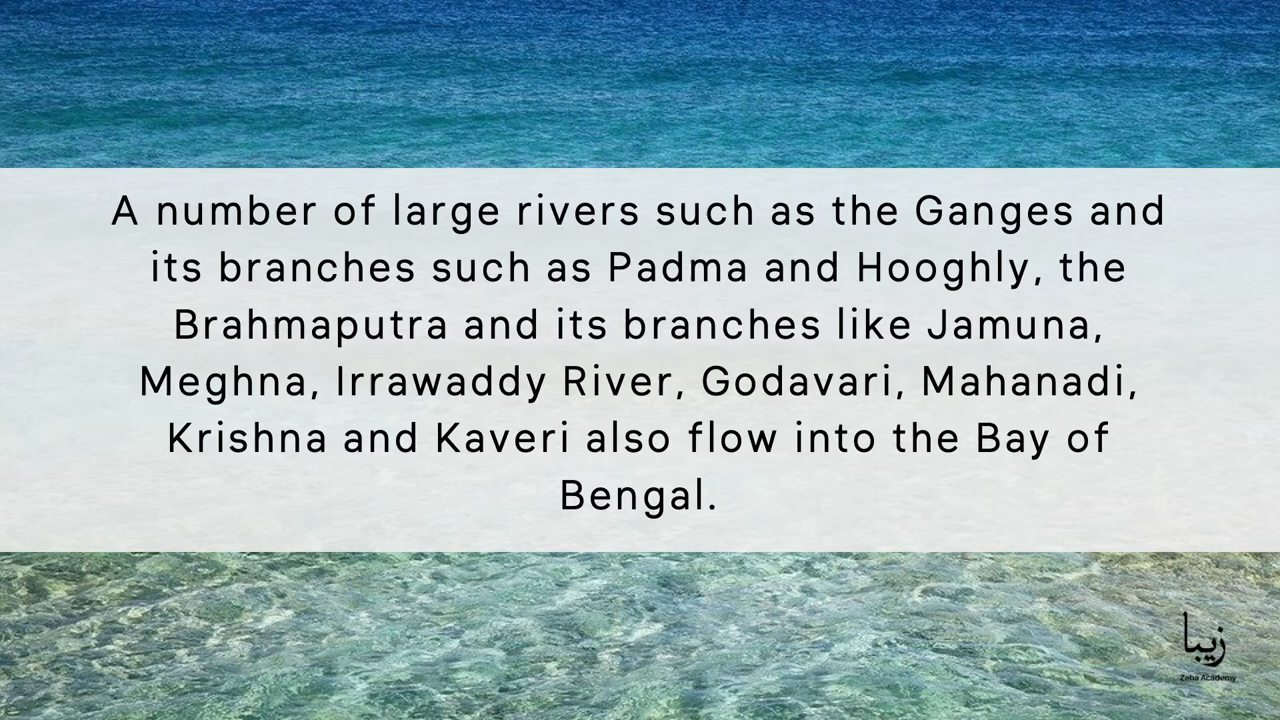 A number of large rivers such as the Ganges and
its branches such as Padma and Hooghly, the
Brahmaputra and its branches like Jamuna,
Meghna, Irrawaddy River, Godavari, Mahanadi,
Krishna and Kaveri also flow into the Bay of
Bengal.
زیبا
Zeba Academy